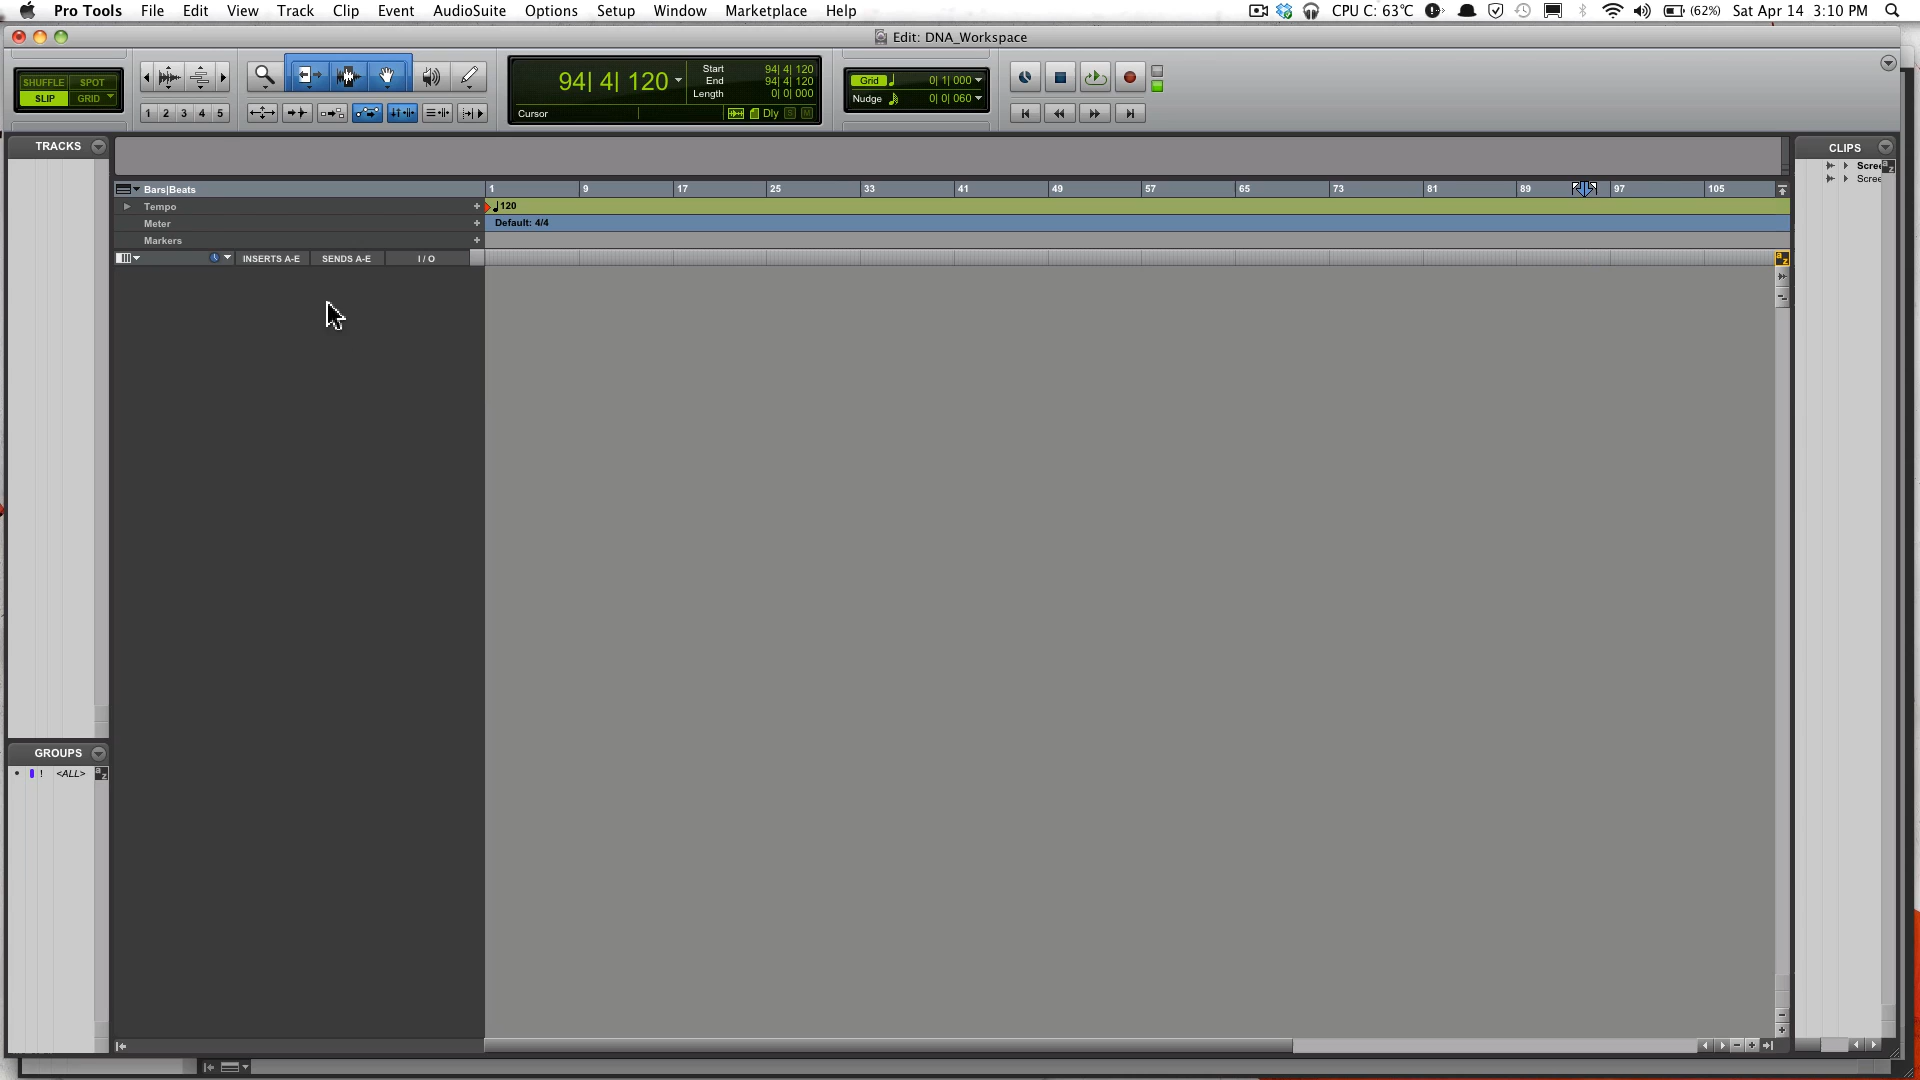 Pro Tools File Edit View Track Clip Event AudioSuite Options Setup Window Marketplace Help CPU C: 63°C (62%) Sat Apr 14 3:10 PM
Edit: DNA_Workspace
SHUFFLE SPOT
SLIP GRID
1 2 3 4 5
94| 4| 120
Start 94| 4| 120
End 94| 4| 120
Length 0| 0| 000
Cursor Dly S M
Grid 0| 1| 000
Nudge 0| 0| 060
TRACKS
CLIPS
Scree
Scree
Bars|Beats 1 9 17 25 33 41 49 57 65 73 81 89 97 105
Tempo + 120
Meter + Default: 4/4
Markers +
INSERTS A-E SENDS A-E I / O
a z
GROUPS
! <ALL> a z